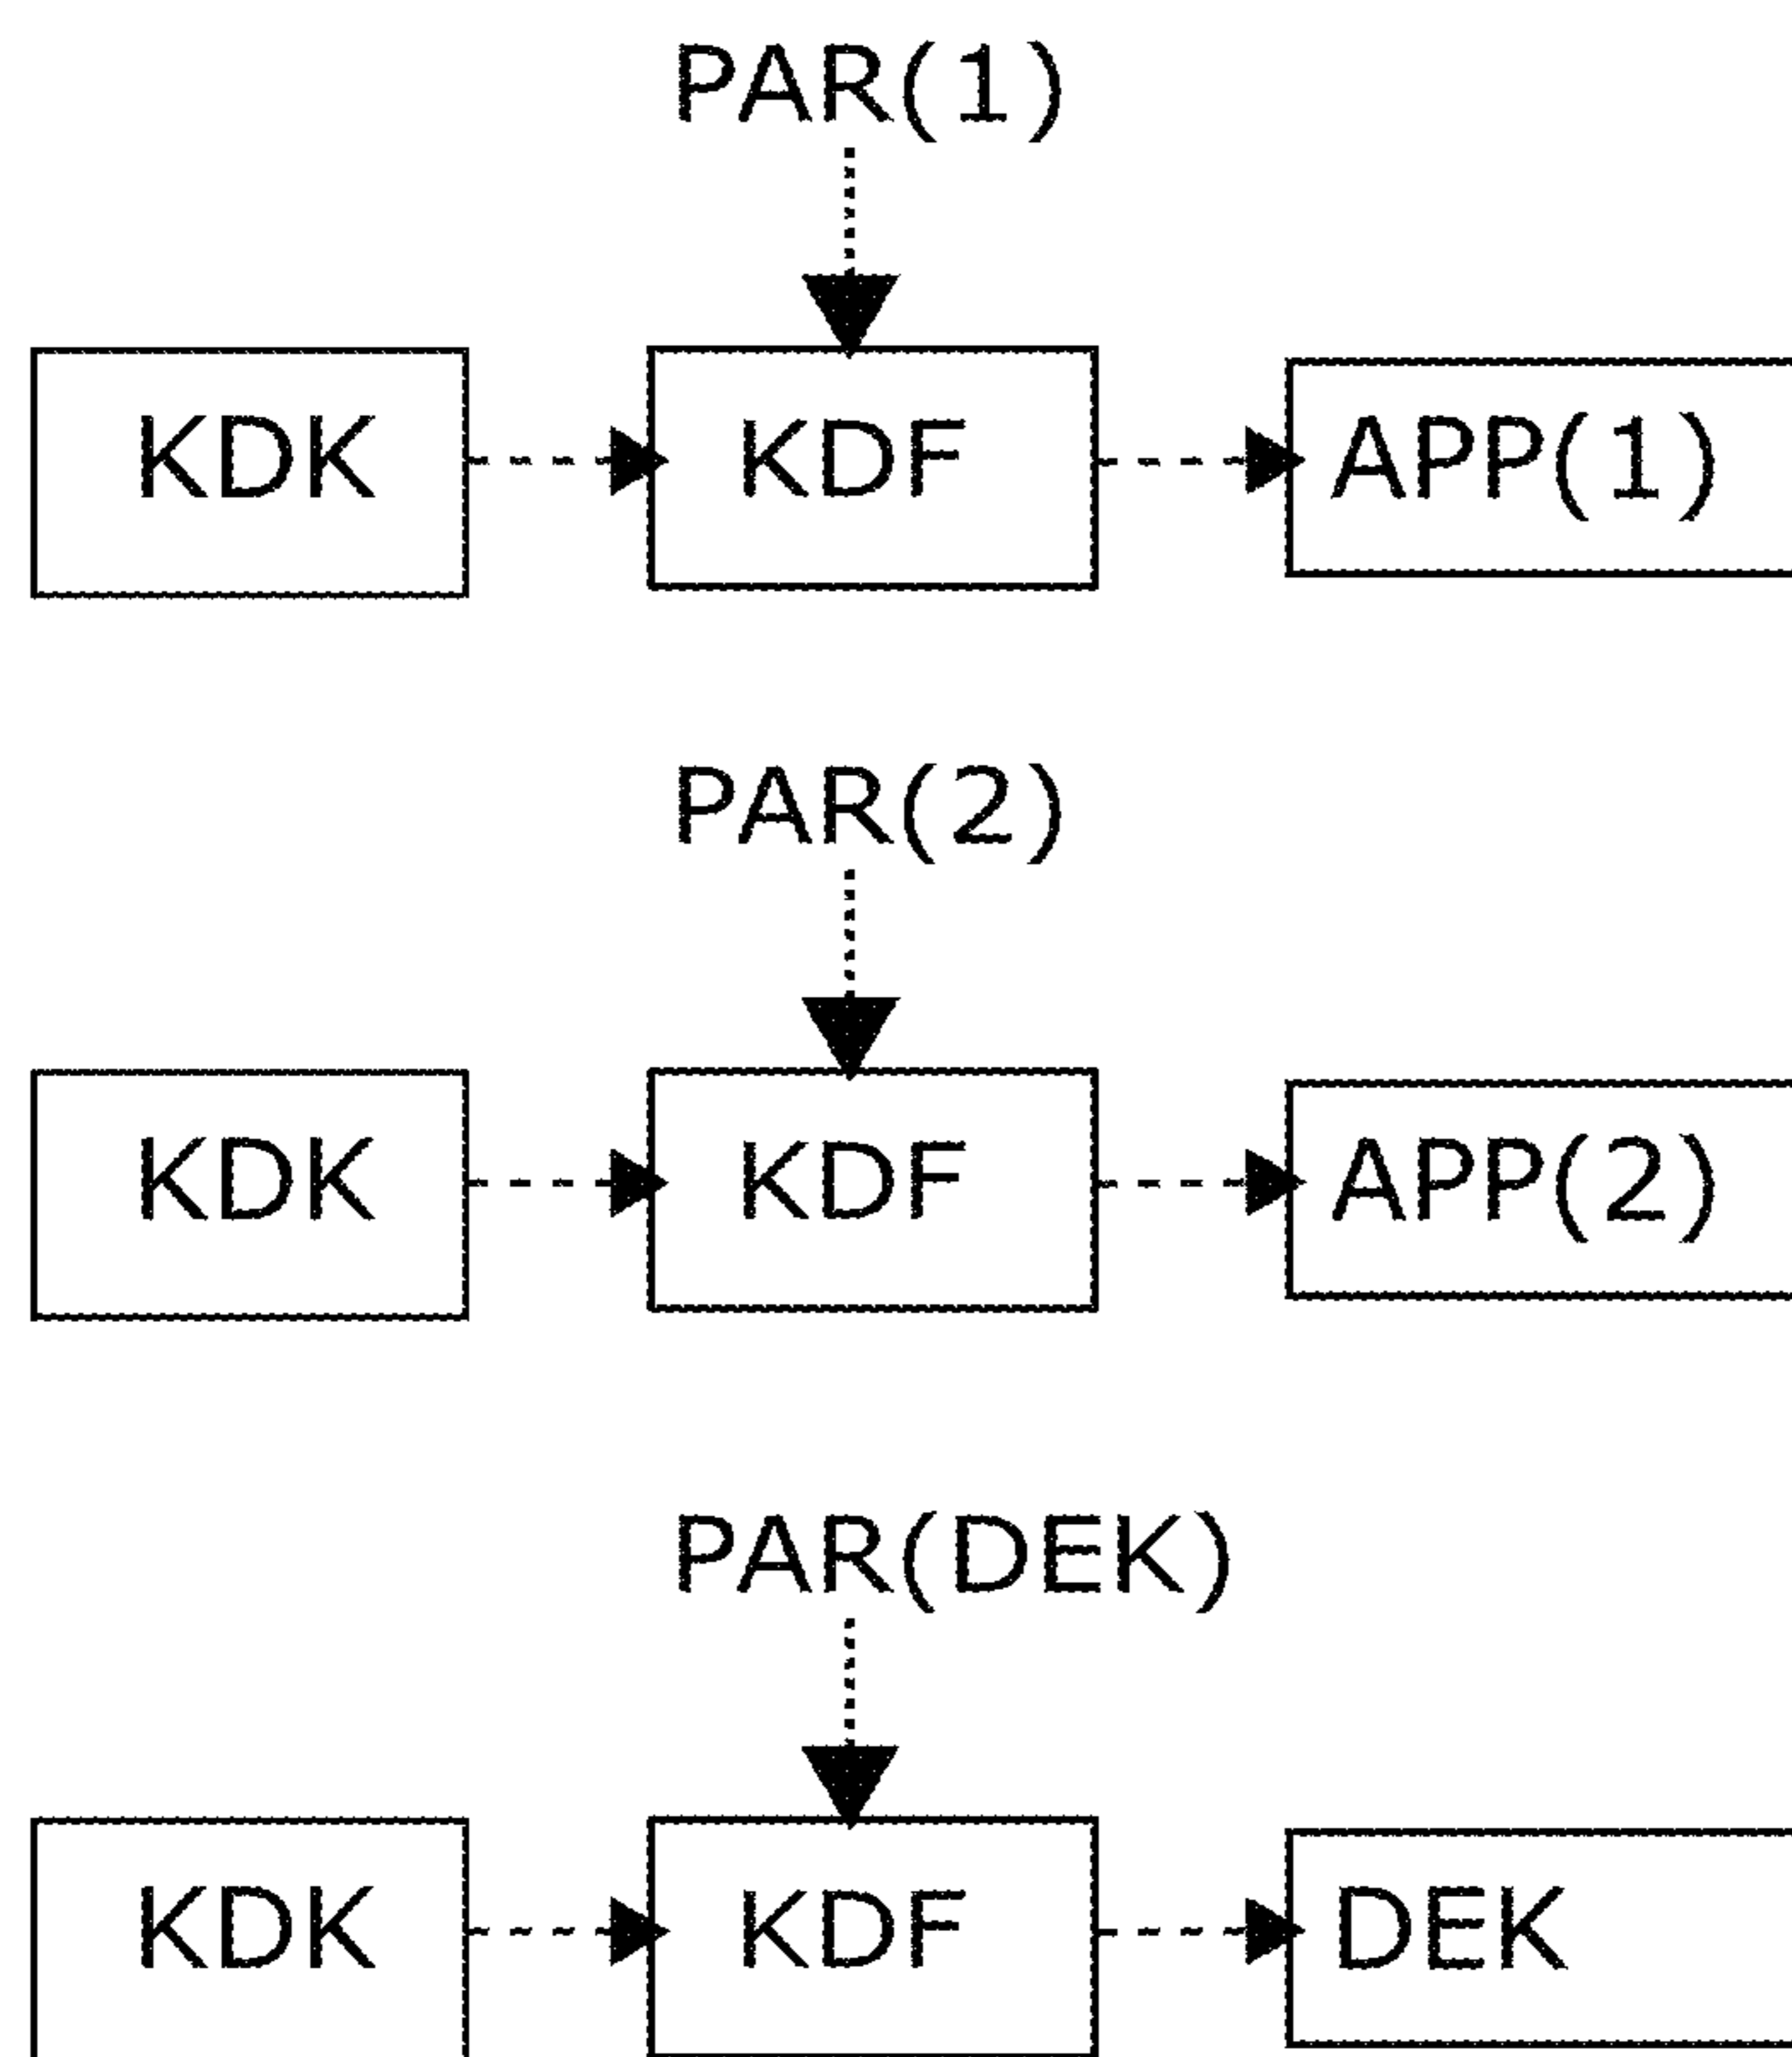 PAR(1)
KDK KDF APP(1)
PAR(2)
KDK KDF APP(2)
PAR(DEK)
KDK KDF DEK